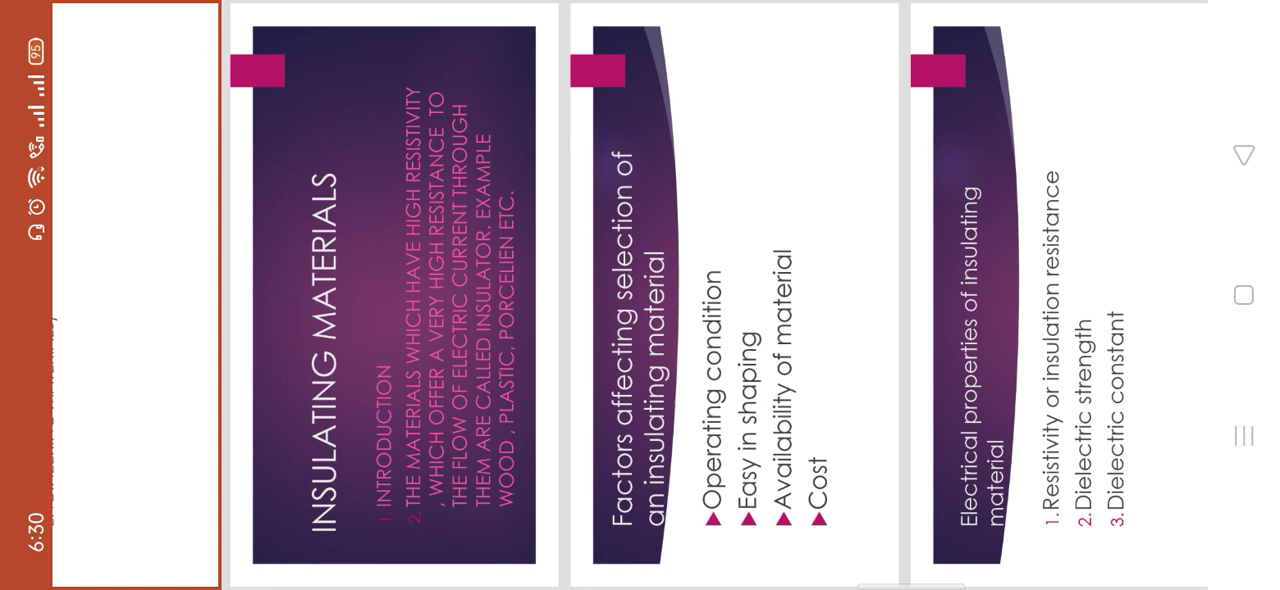 6:30
95
INSULATING MATERIALS
1. INTRODUCTION
2. THE MATERIALS WHICH HAVE HIGH RESISTIVITY
, WHICH OFFER A VERY HIGH RESISTANCE TO
THE FLOW OF ELECTRIC CURRENT THROUGH
THEM ARE CALLED INSULATOR. EXAMPLE
WOOD , PLASTIC, PORCELIEN ETC.
Factors affecting selection of
an insulating material
Operating condition
Easy in shaping
Availability of material
Cost
Electrical properties of insulating
material
1. Resistivity or insulation resistance
2. Dielectric strength
3. Dielectric constant